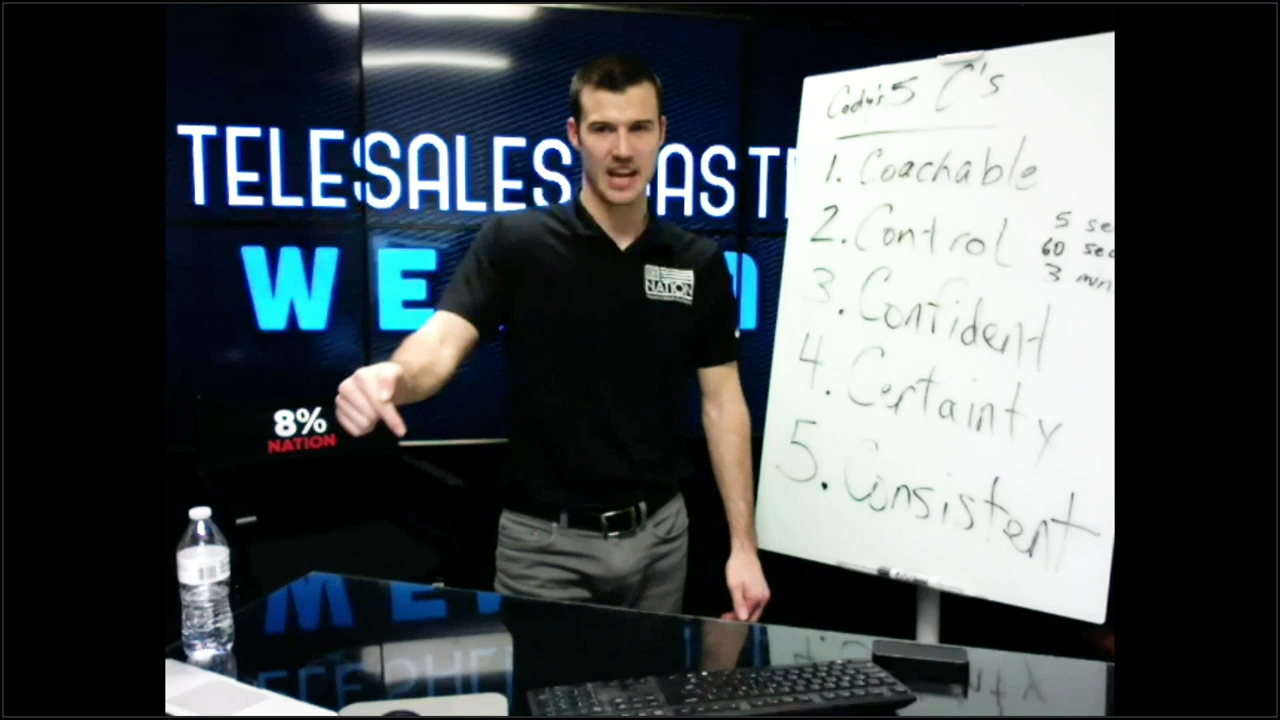 TELESALES
WE
8%
NATION
NATION
Cody's 5 C's
1. Coachable
2. Control
5 sec
60 sec
3 min
3. Confident
4. Certainty
5. Consistent